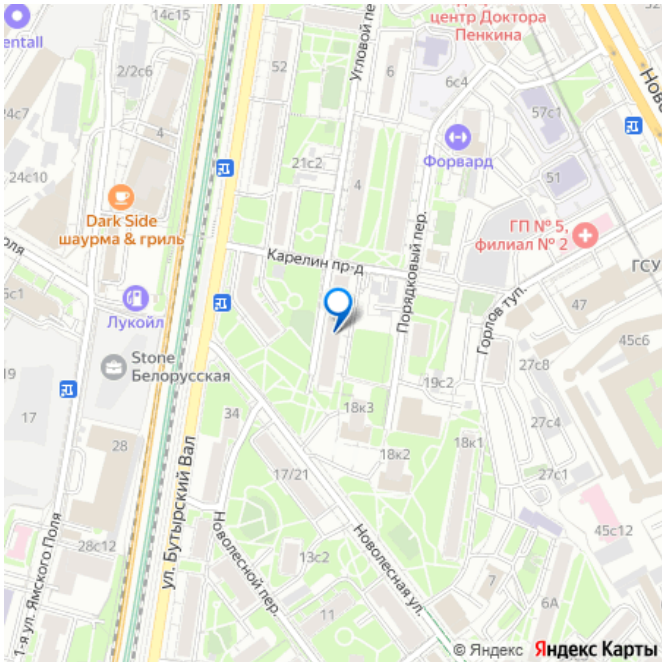 14с15
центр Доктора
Пенкина
entall
2/2с6
52
Угловой пер.
6
6с4
57с1
Ново
24с7
4
21с2
Форвард
24с10
4
51
Dark Side
шаурма & гриль
ГП № 5,
филиал № 2
оля
Карелин пр-д
Порядковый пер.
ГСУ
6с1
Лукойл
Горлов туп.
47
45с6
Stone
Белорусская
19
27с8
17
34
18к3
19с2
27с4
28
ул. Бутырский Вал
17/21
18к2
18к1
27с1
1-я ул. Ямского Поля
28с12
Новолесной пер.
13с2
Новолесная ул.
45с12
7
11
6А
© Яндекс Яндекс Карты